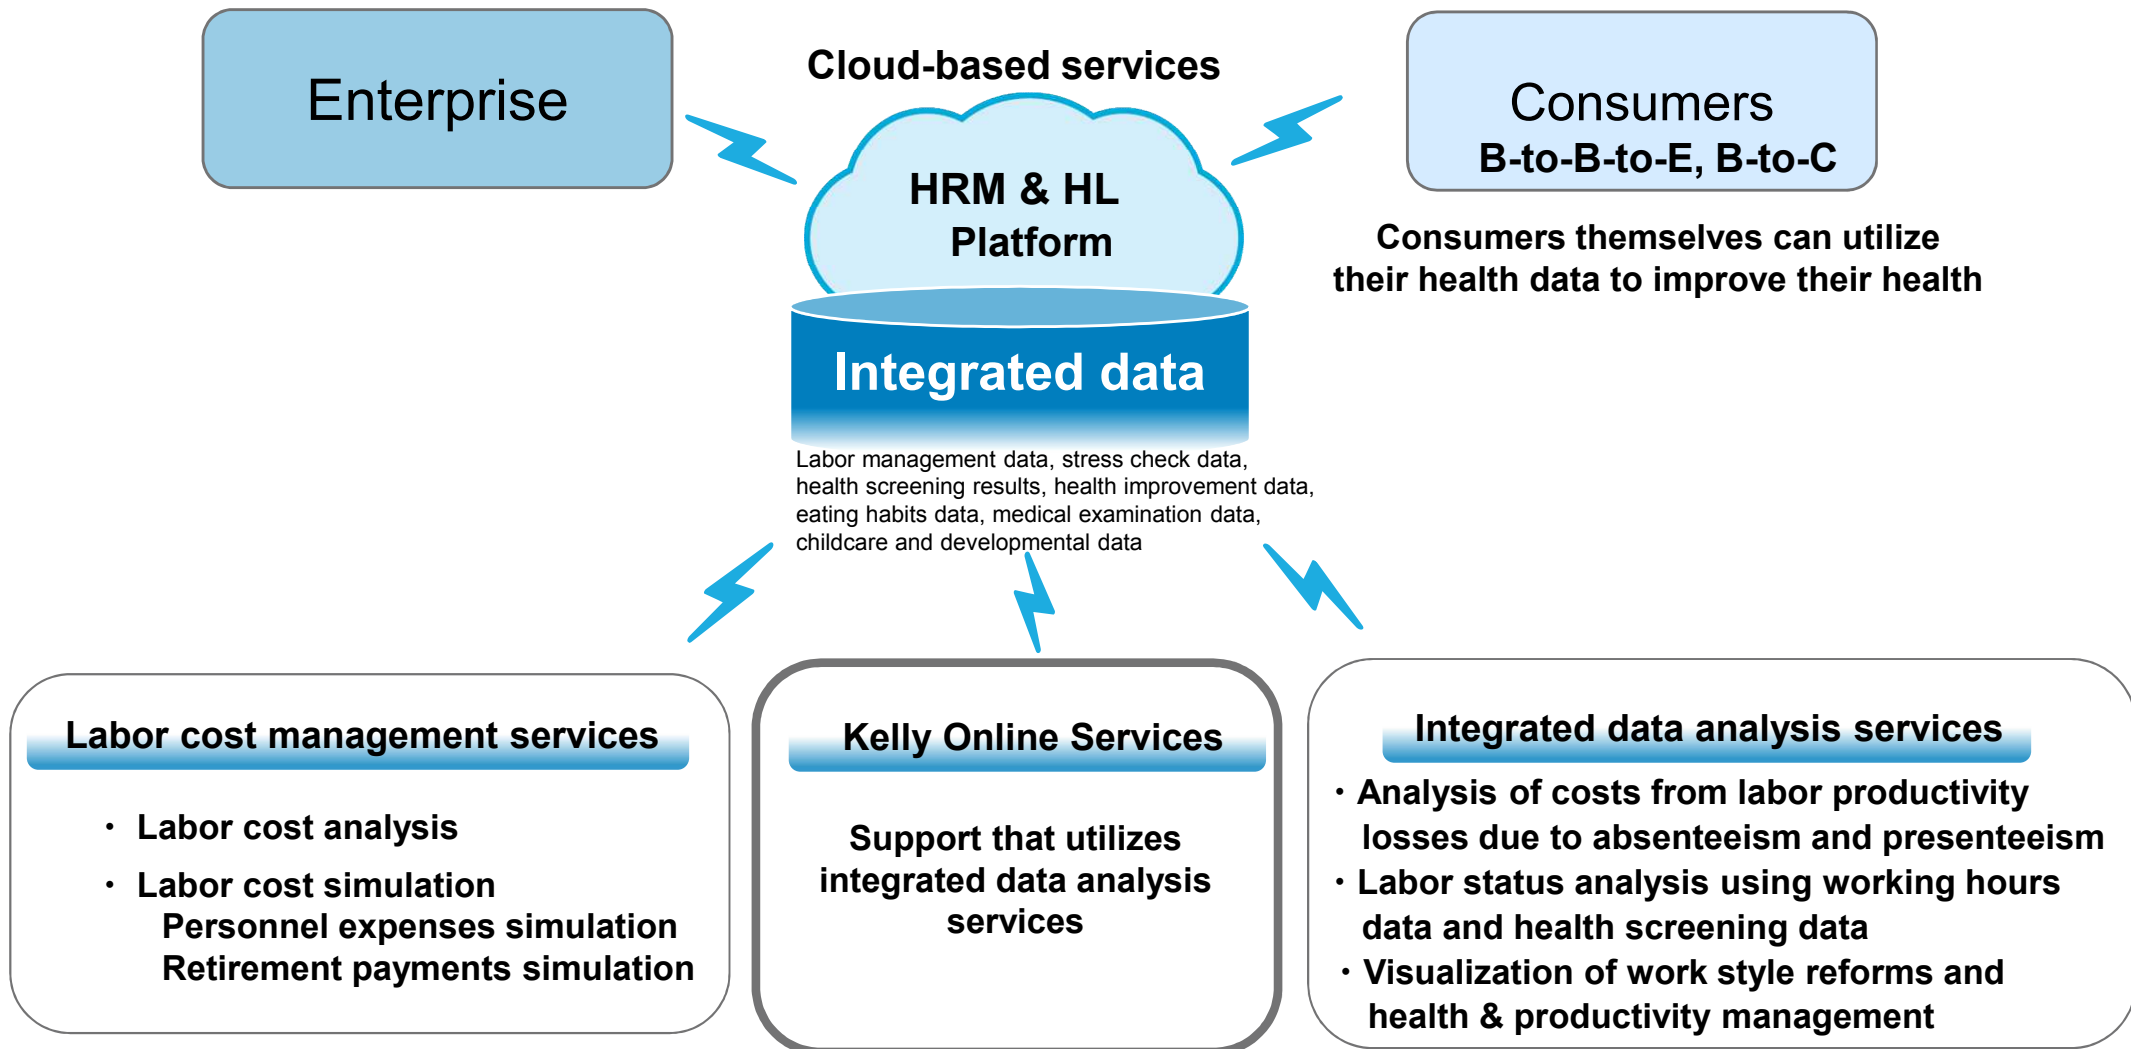 Enterprise
Cloud-based services
HRM & HL
Platform
Consumers
B-to-B-to-E, B-to-C
Consumers themselves can utilize
their health data to improve their health
Integrated data
Labor management data, stress check data,
health screening results, health improvement data,
eating habits data, medical examination data,
childcare and developmental data
Labor cost management services
・ Labor cost analysis
・ Labor cost simulation
Personnel expenses simulation
Retirement payments simulation
Kelly Online Services
Support that utilizes
integrated data analysis
services
Integrated data analysis services
・Analysis of costs from labor productivity
losses due to absenteeism and presenteeism
・Labor status analysis using working hours
data and health screening data
・Visualization of work style reforms and
health & productivity management